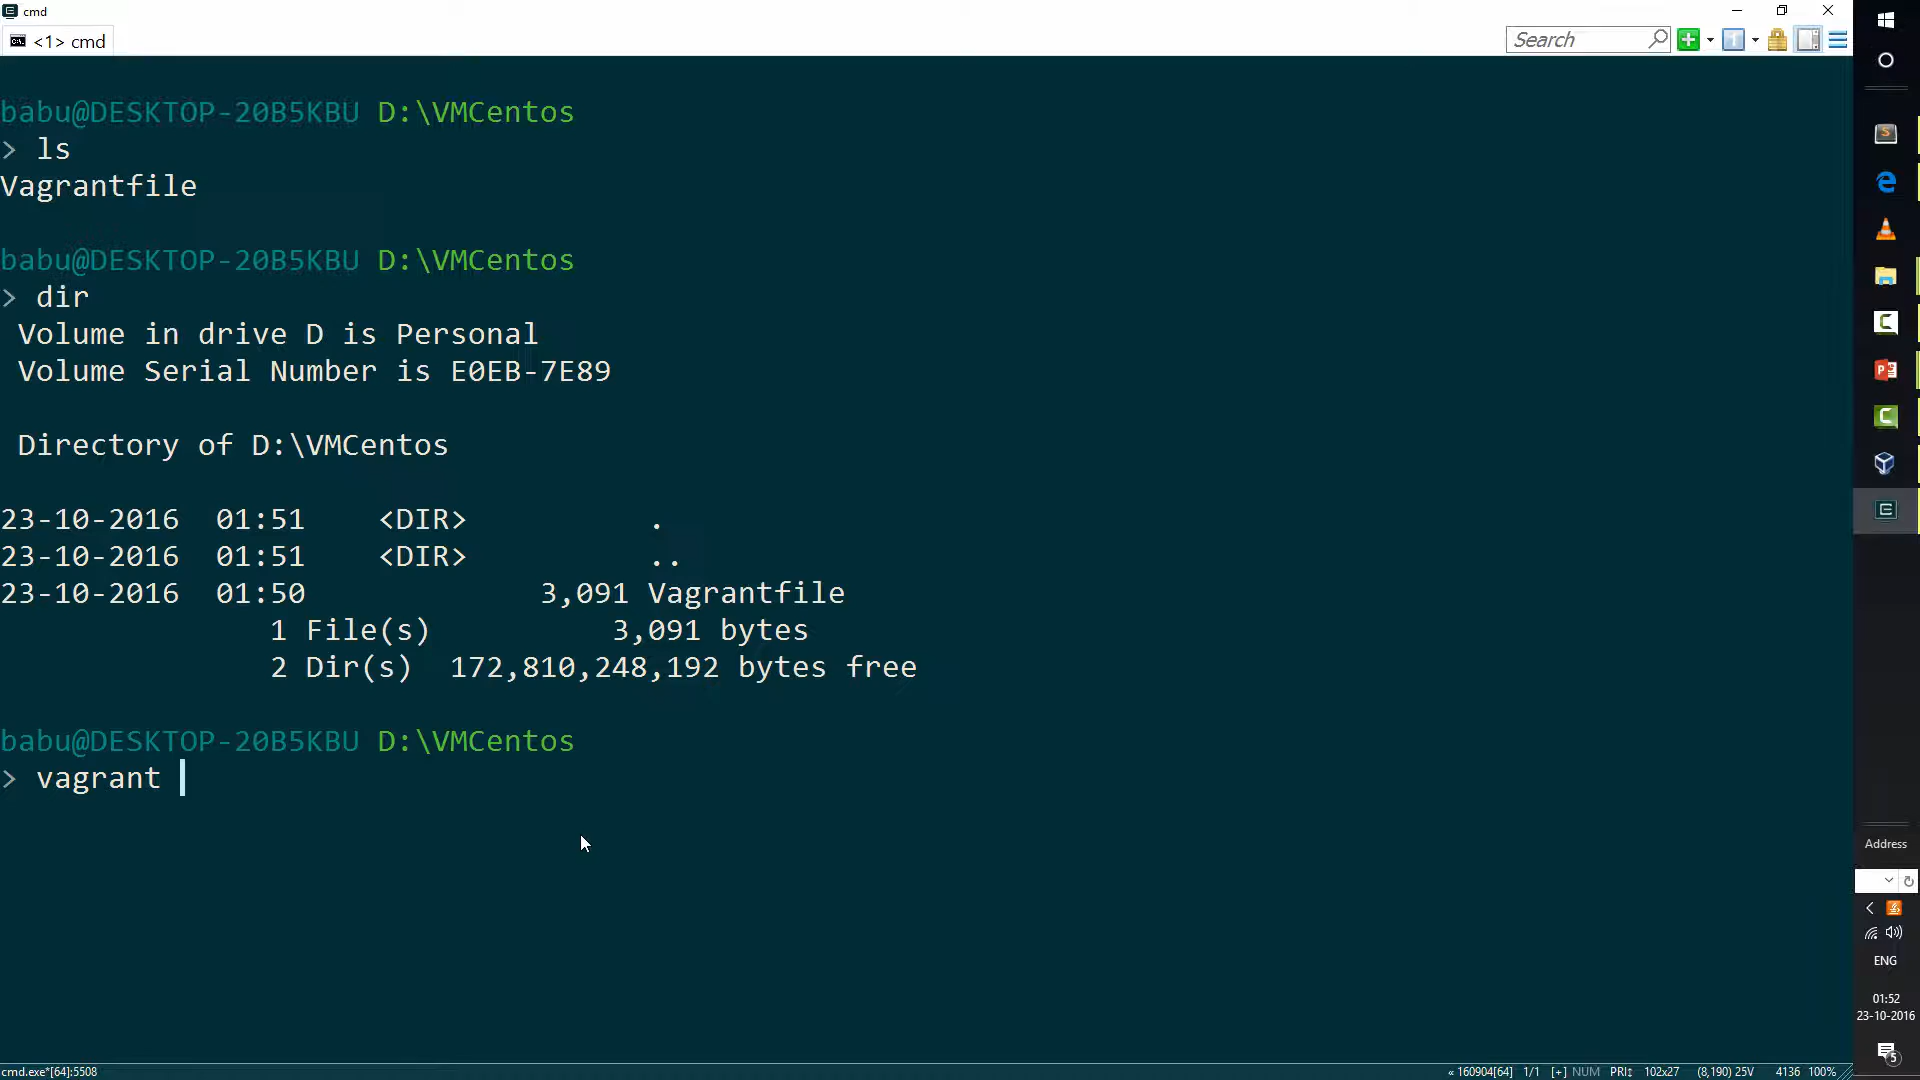 cmd
<1> cmd
Search
babu@DESKTOP-20B5KBU D:\VMCentos
> ls
Vagrantfile
babu@DESKTOP-20B5KBU D:\VMCentos
> dir
Volume in drive D is Personal
Volume Serial Number is E0EB-7E89
Directory of D:\VMCentos
23-10-2016 01:51 <DIR> .
23-10-2016 01:51 <DIR> ..
23-10-2016 01:50 3,091 Vagrantfile
1 File(s) 3,091 bytes
2 Dir(s) 172,810,248,192 bytes free
babu@DESKTOP-20B5KBU D:\VMCentos
> vagrant
Address
ENG
01:52
23-10-2016
5
cmd.exe*[64]:5508
« 160904[64] 1/1 [+] NUM PRI↕ 102x27 (8,190) 25V 4136 100%